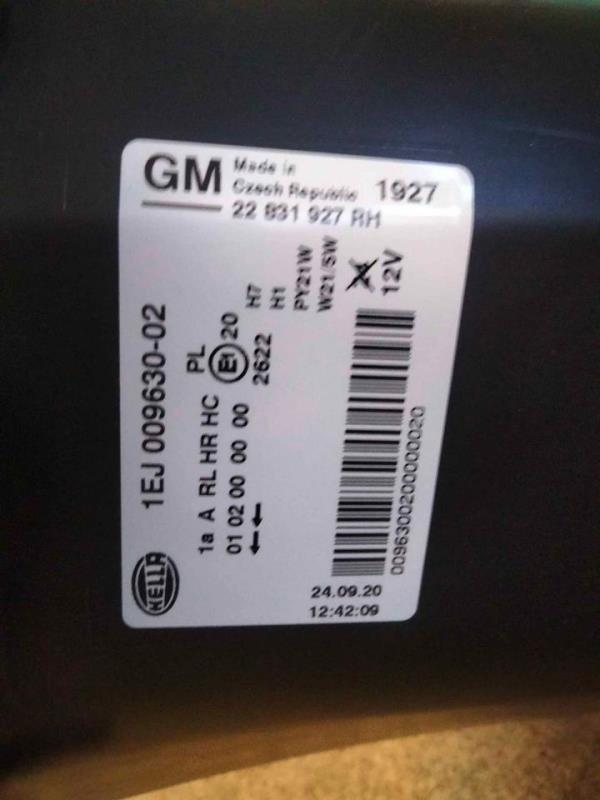 GM
Made in
Czech Republic
1927
22 831 927 RH
HELLA
1EJ 009630-02
1a A RL HR HC PL
01 02 00 00 00
E1 20
2622
H7
H1
PY21W
W21/5W
12V
00963002000000020
24.09.20
12:42:09